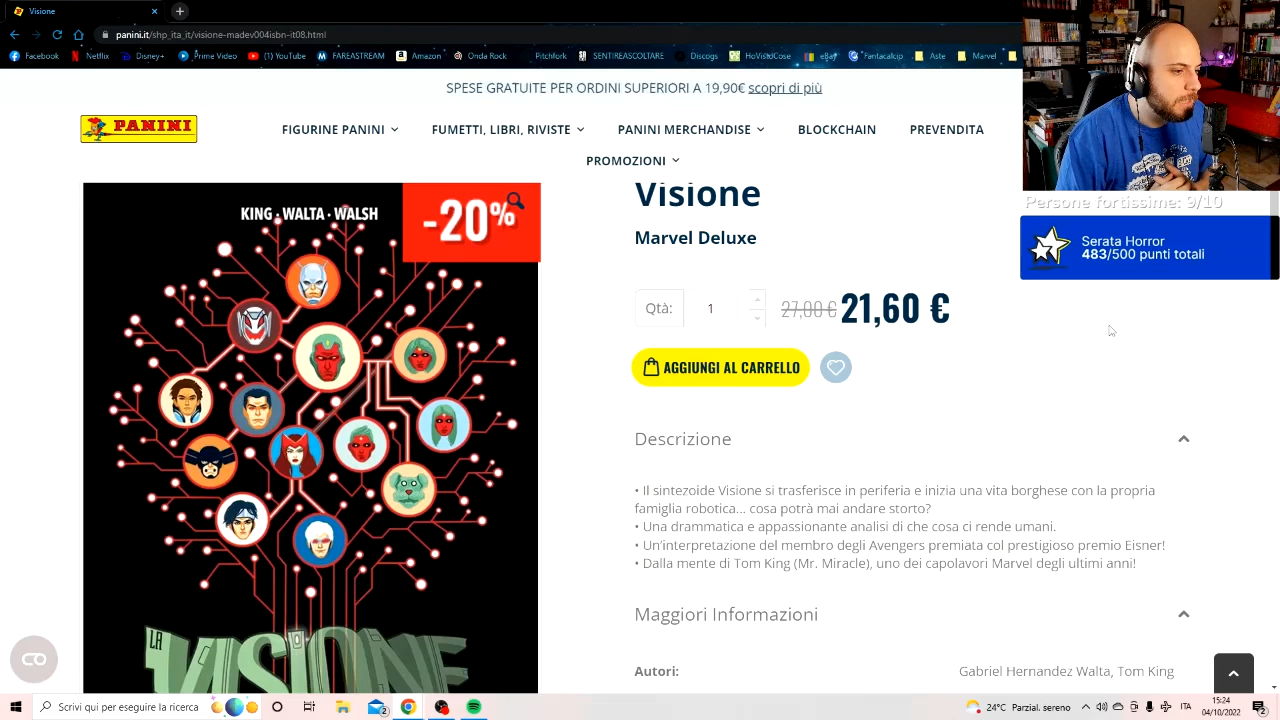 Visione
panini.it/shp_ita_it/visione-madev004isbn-it08.html
Facebook Netflix Disney+ Prime Video (1) YouTube FAREASTREAM Amazon Onda Rock Pitchfork SENTIREASCOLTARE Discogs HoVistoCose eBay Fantacalcip Aste Marvel
SPESE GRATUITE PER ORDINI SUPERIORI A 19,90€ scopri di più
PANINI
FIGURINE PANINI FUMETTI, LIBRI, RIVISTE PANINI MERCHANDISE BLOCKCHAIN PREVENDITA
PROMOZIONI
KING • WALTA • WALSH
-20%
LA VISIONE
Visione
Marvel Deluxe
Qtà: 1 27,00 € 21,60 €
AGGIUNGI AL CARRELLO
Descrizione
• Il sintezoide Visione si trasferisce in periferia e inizia una vita borghese con la propria
famiglia robotica... cosa potrà mai andare storto?
• Una drammatica e appassionante analisi di che cosa ci rende umani.
• Un'interpretazione del membro degli Avengers premiata col prestigioso premio Eisner!
• Dalla mente di Tom King (Mr. Miracle), uno dei capolavori Marvel degli ultimi anni!
Maggiori Informazioni
Autori: Gabriel Hernandez Walta, Tom King
Persone fortissime: 9/10
Serata Horror
483/500 punti totali
Scrivi qui per eseguire la ricerca
2
24°C Parzial. sereno
ITA
15:24
04/10/2022
2